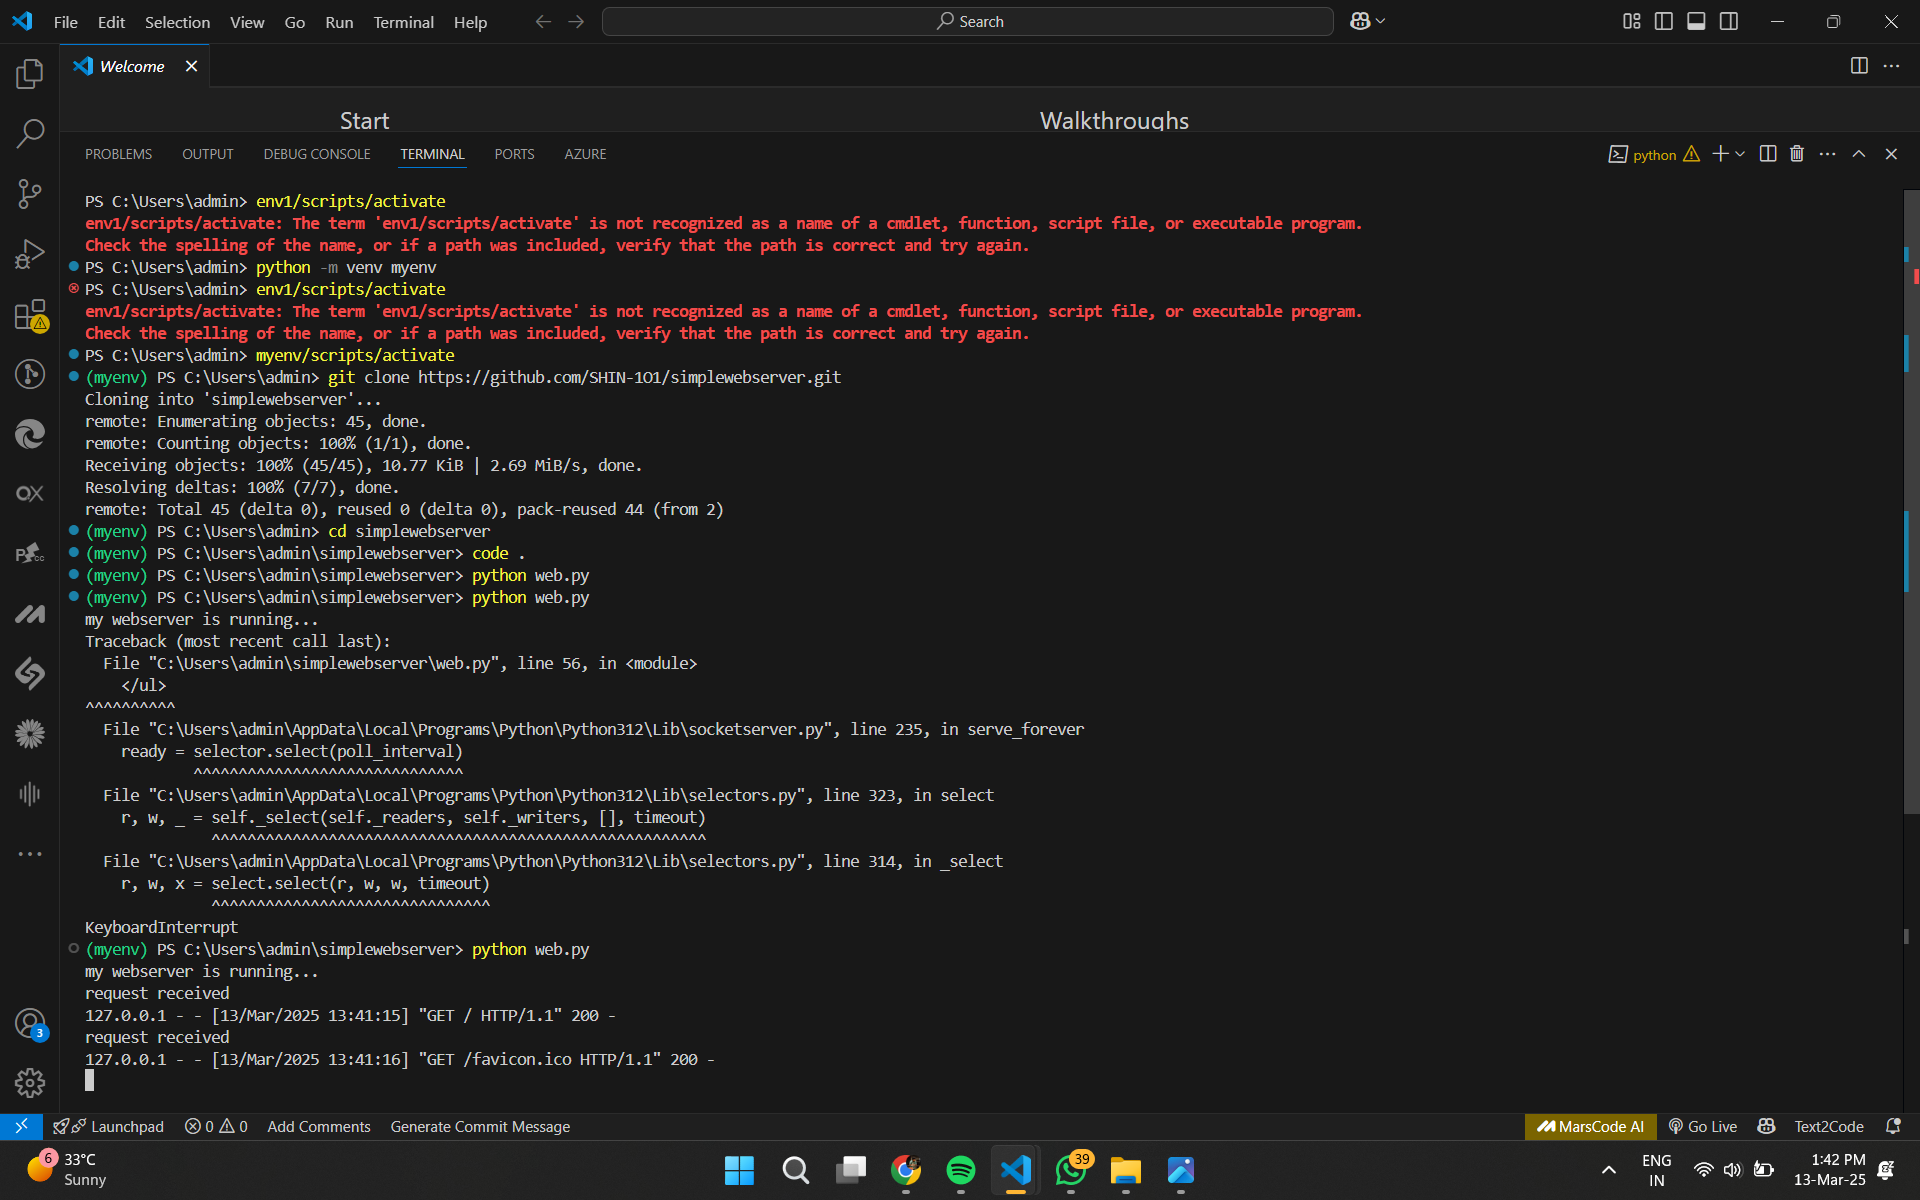 File Edit Selection View Go Run Terminal Help
Search
Welcome
Start
Walkthroughs
PROBLEMS OUTPUT DEBUG CONSOLE TERMINAL PORTS AZURE
python
PS C:\Users\admin> env1/scripts/activate
env1/scripts/activate: The term 'env1/scripts/activate' is not recognized as a name of a cmdlet, function, script file, or executable program.
Check the spelling of the name, or if a path was included, verify that the path is correct and try again.
PS C:\Users\admin> python -m venv myenv
PS C:\Users\admin> env1/scripts/activate
env1/scripts/activate: The term 'env1/scripts/activate' is not recognized as a name of a cmdlet, function, script file, or executable program.
Check the spelling of the name, or if a path was included, verify that the path is correct and try again.
PS C:\Users\admin> myenv/scripts/activate
(myenv) PS C:\Users\admin> git clone https://github.com/SHIN-1O1/simplewebserver.git
Cloning into 'simplewebserver'...
remote: Enumerating objects: 45, done.
remote: Counting objects: 100% (1/1), done.
Receiving objects: 100% (45/45), 10.77 KiB | 2.69 MiB/s, done.
Resolving deltas: 100% (7/7), done.
remote: Total 45 (delta 0), reused 0 (delta 0), pack-reused 44 (from 2)
(myenv) PS C:\Users\admin> cd simplewebserver
(myenv) PS C:\Users\admin\simplewebserver> code .
(myenv) PS C:\Users\admin\simplewebserver> python web.py
(myenv) PS C:\Users\admin\simplewebserver> python web.py
my webserver is running...
Traceback (most recent call last):
  File "C:\Users\admin\simplewebserver\web.py", line 56, in <module>
    </ul>
^^^^^^^^^^
  File "C:\Users\admin\AppData\Local\Programs\Python\Python312\Lib\socketserver.py", line 235, in serve_forever
    ready = selector.select(poll_interval)
            ^^^^^^^^^^^^^^^^^^^^^^^^^^^^^^
  File "C:\Users\admin\AppData\Local\Programs\Python\Python312\Lib\selectors.py", line 323, in select
    r, w, _ = self._select(self._readers, self._writers, [], timeout)
              ^^^^^^^^^^^^^^^^^^^^^^^^^^^^^^^^^^^^^^^^^^^^^^^^^^^^^^^
  File "C:\Users\admin\AppData\Local\Programs\Python\Python312\Lib\selectors.py", line 314, in _select
    r, w, x = select.select(r, w, w, timeout)
              ^^^^^^^^^^^^^^^^^^^^^^^^^^^^^^^
KeyboardInterrupt
(myenv) PS C:\Users\admin\simplewebserver> python web.py
my webserver is running...
request received
127.0.0.1 - - [13/Mar/2025 13:41:15] "GET / HTTP/1.1" 200 -
request received
127.0.0.1 - - [13/Mar/2025 13:41:16] "GET /favicon.ico HTTP/1.1" 200 -
3
Launchpad 0 0 Add Comments Generate Commit Message MarsCode AI Go Live Text2Code
6 33°C
Sunny
39
ENG
IN
1:42 PM
13-Mar-25